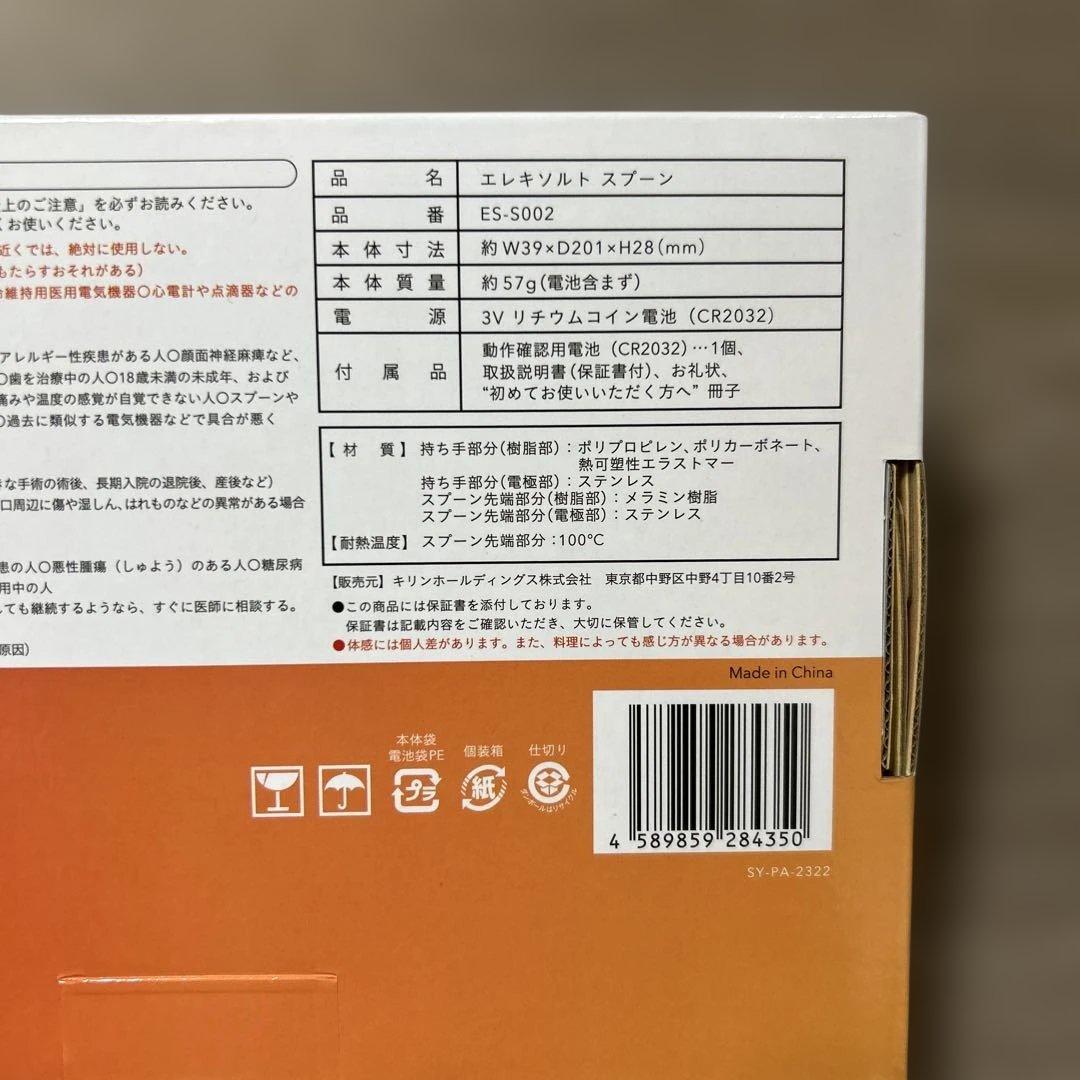 上のご注意」を必ずお読みください。
くお使いください。
近くでは、絶対に使用しない。
もたらすおそれがある）
命維持用医用電気機器〇心電計や点滴器などの
アレルギー性疾患がある人〇顔面神経麻痺など、
〇歯を治療中の人〇18歳未満の未成年、および
痛みや温度の感覚が自覚できない人〇スプーンや
〇過去に類似する電気機器などで具合が悪く
きな手術の術後、長期入院の退院後、産後など）
口周辺に傷や湿しん、はれものなどの異常がある場合
患の人〇悪性腫瘍（しゅよう）のある人〇糖尿病
用中の人
しても継続するようなら、すぐに医師に相談する。
原因）
品名 エレキソルト スプーン
品番 ES-S002
本体寸法 約W39×D201×H28（mm）
本体質量 約57g（電池含まず）
電源 3V リチウムコイン電池（CR2032）
付属品 動作確認用電池（CR2032）…1個、
取扱説明書（保証書付）、お礼状、
“初めてお使いいただく方へ” 冊子
【材質】持ち手部分（樹脂部）：ポリプロピレン、ポリカーボネート、
熱可塑性エラストマー
持ち手部分（電極部）：ステンレス
スプーン先端部分（樹脂部）：メラミン樹脂
スプーン先端部分（電極部）：ステンレス
【耐熱温度】スプーン先端部分：100℃
【販売元】キリンホールディングス株式会社 東京都中野区中野4丁目10番2号
●この商品には保証書を添付しております。
保証書は記載内容をご確認いただき、大切に保管してください。
●体感には個人差があります。また、料理によっても感じ方が異なる場合があります。
Made in China
本体袋
電池袋PE
プラ
個装箱
紙
仕切り
ダンボールはリサイクル
4 589859 284350
SY-PA-2322